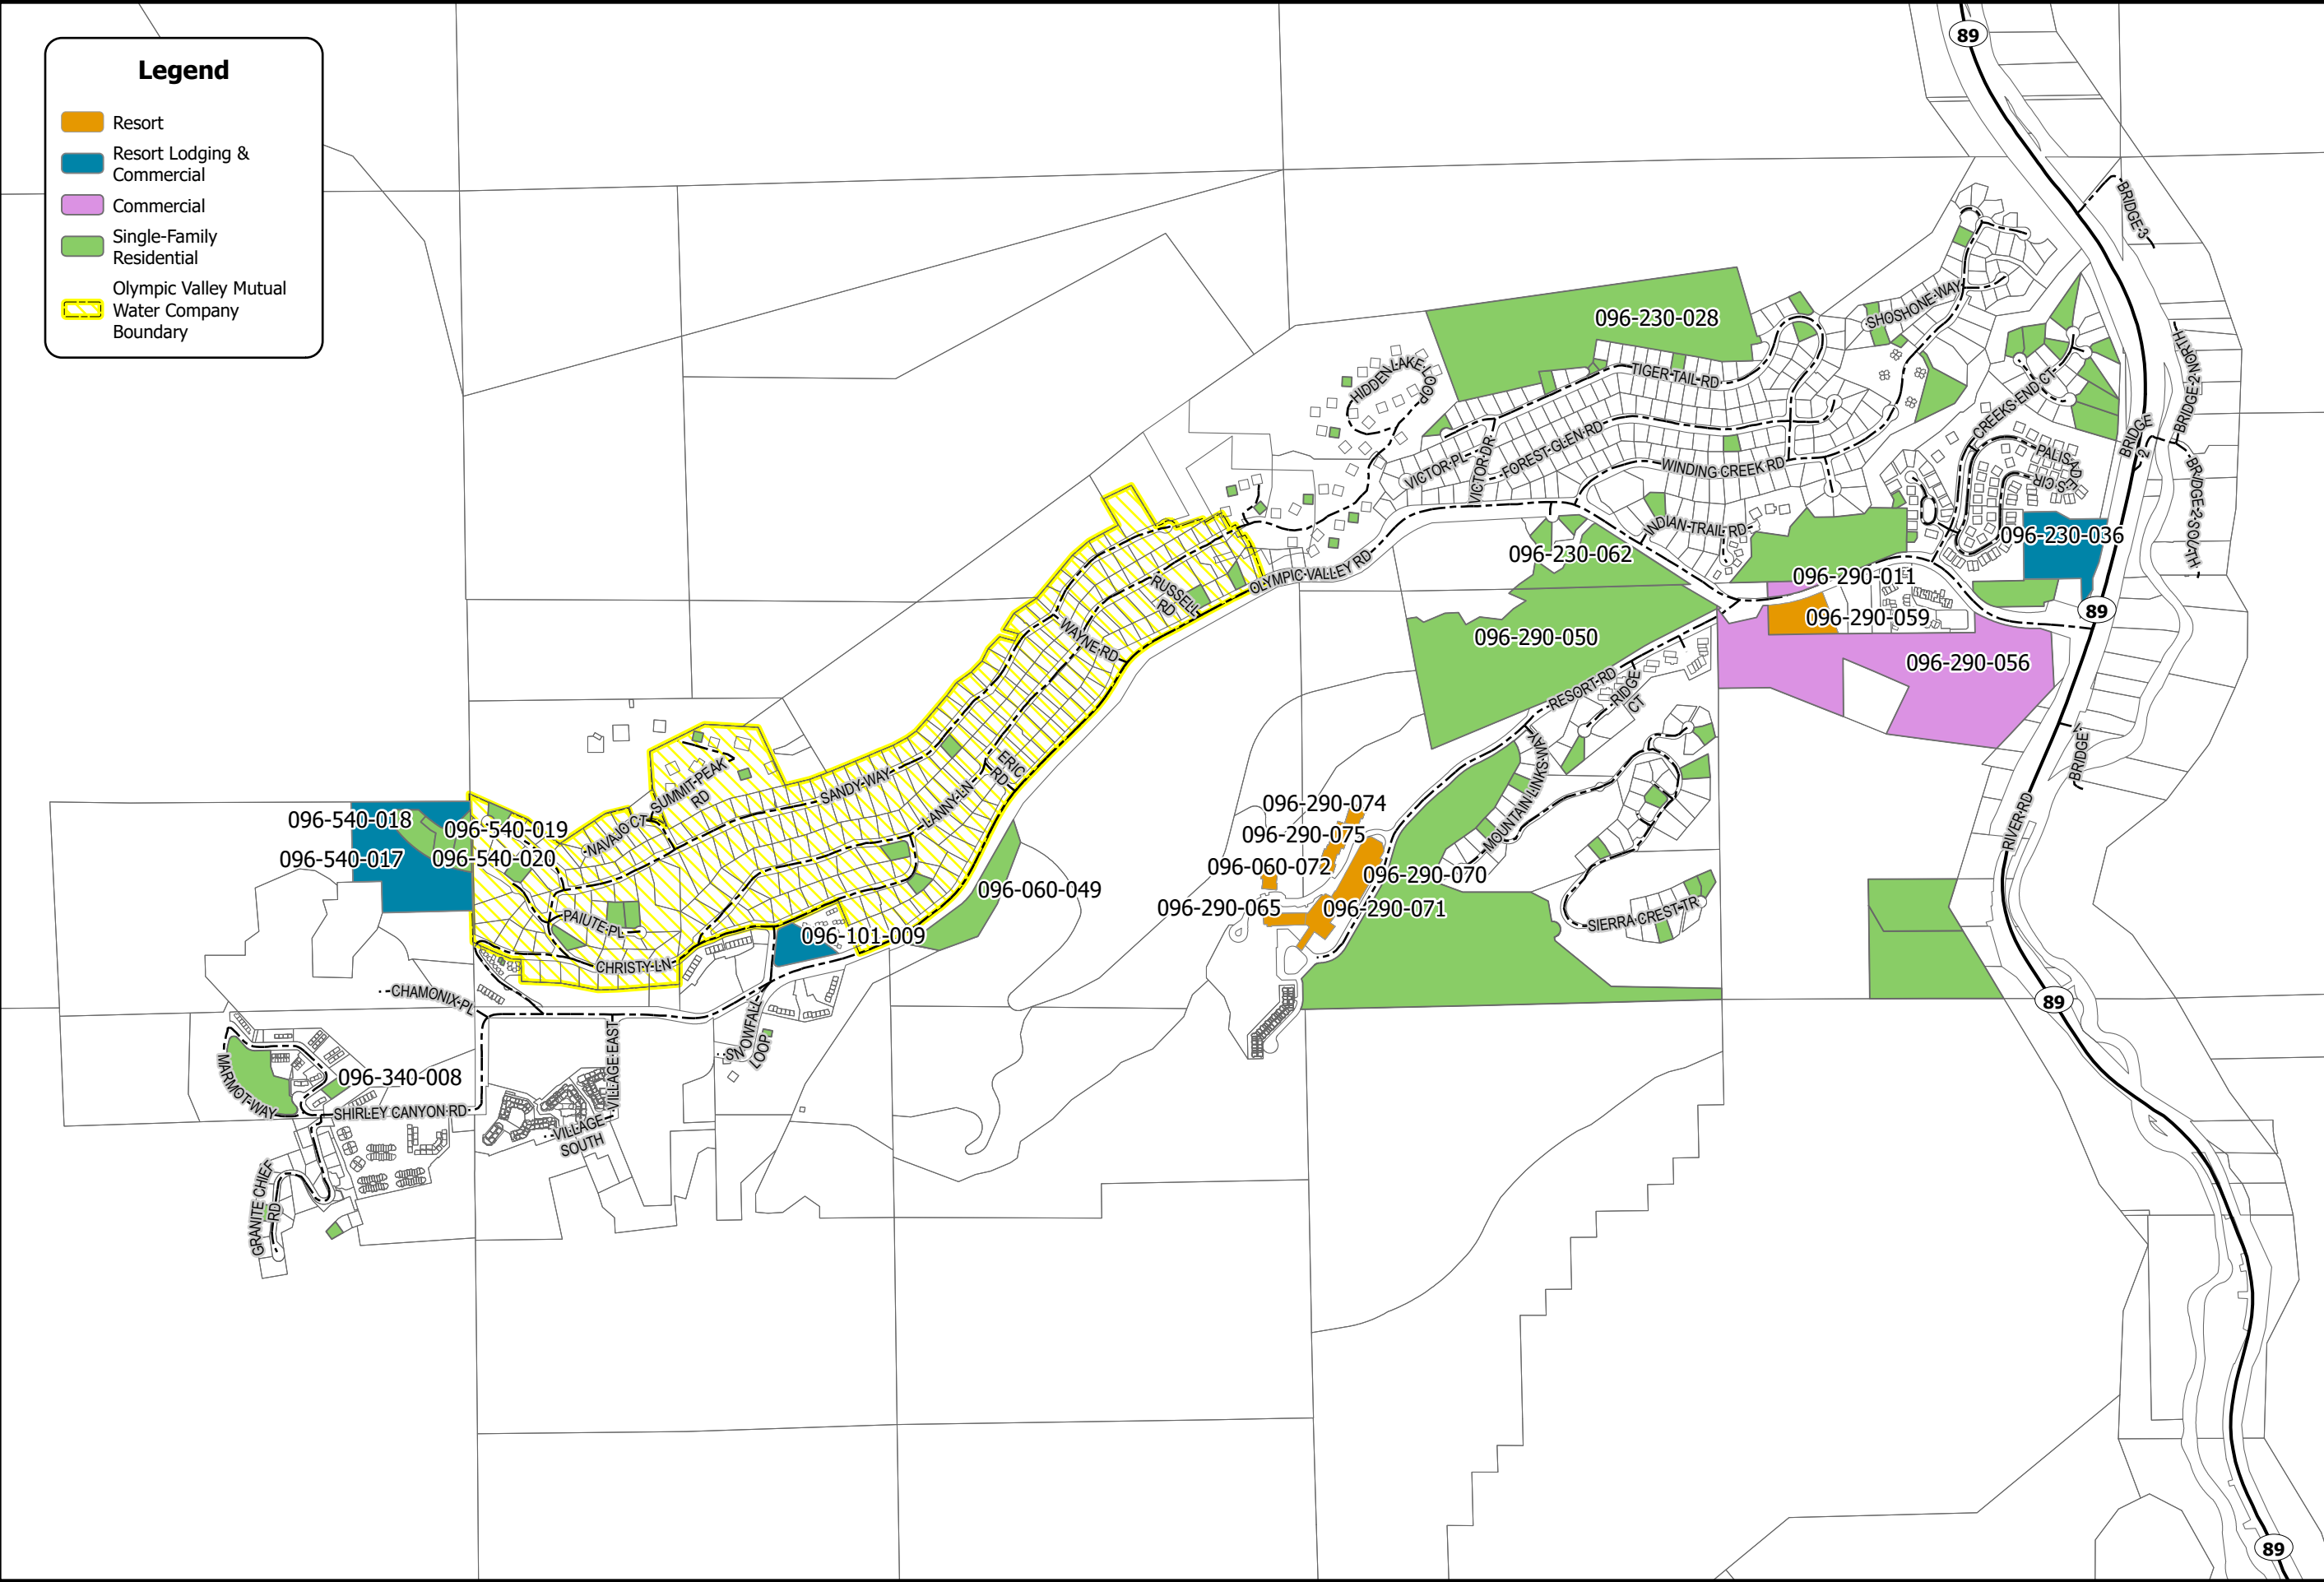 Legend
Resort
Resort Lodging &
Commercial
Commercial
Single-Family
Residential
Olympic Valley Mutual
Water Company
Boundary
89
BRIDGE 3
SHOSHONE WAY
096-230-028
BRIDGE 2 NORTH
HIDDEN LAKE LOOP
TIGER TAIL RD
CREEKS END CT
BRIDGE
2
VICTOR PL
VICTOR DR
FOREST GLEN RD
WINDING CREEK RD
PALISADES CIR
BRIDGE 2 SOUTH
INDIAN TRAIL RD
096-230-036
096-230-062
OLYMPIC VALLEY RD
096-290-011
RUSSELL
RD
096-290-059
89
WAYNE RD
096-290-050
096-290-056
RESORT RD
RIDGE
CT
MOUNTAIN LINKS WAY
BRIDGE 1
SUMMIT PEAK
RD
SANDY WAY
ERIC
RD
LANNY LN
NAVAJO CT
RIVER RD
096-290-074
096-290-075
096-060-072
096-290-070
096-290-065
096-290-071
096-540-018
096-540-019
096-540-017
096-540-020
096-060-049
PAIUTE PL
096-101-009
SIERRA CREST TR
CHRISTY LN
CHAMONIX PL
89
SNOWFALL
LOOP
VILLAGE EAST
MARMOT WAY
096-340-008
SHIRLEY CANYON RD
VILLAGE
SOUTH
GRANITE CHIEF
RD
89